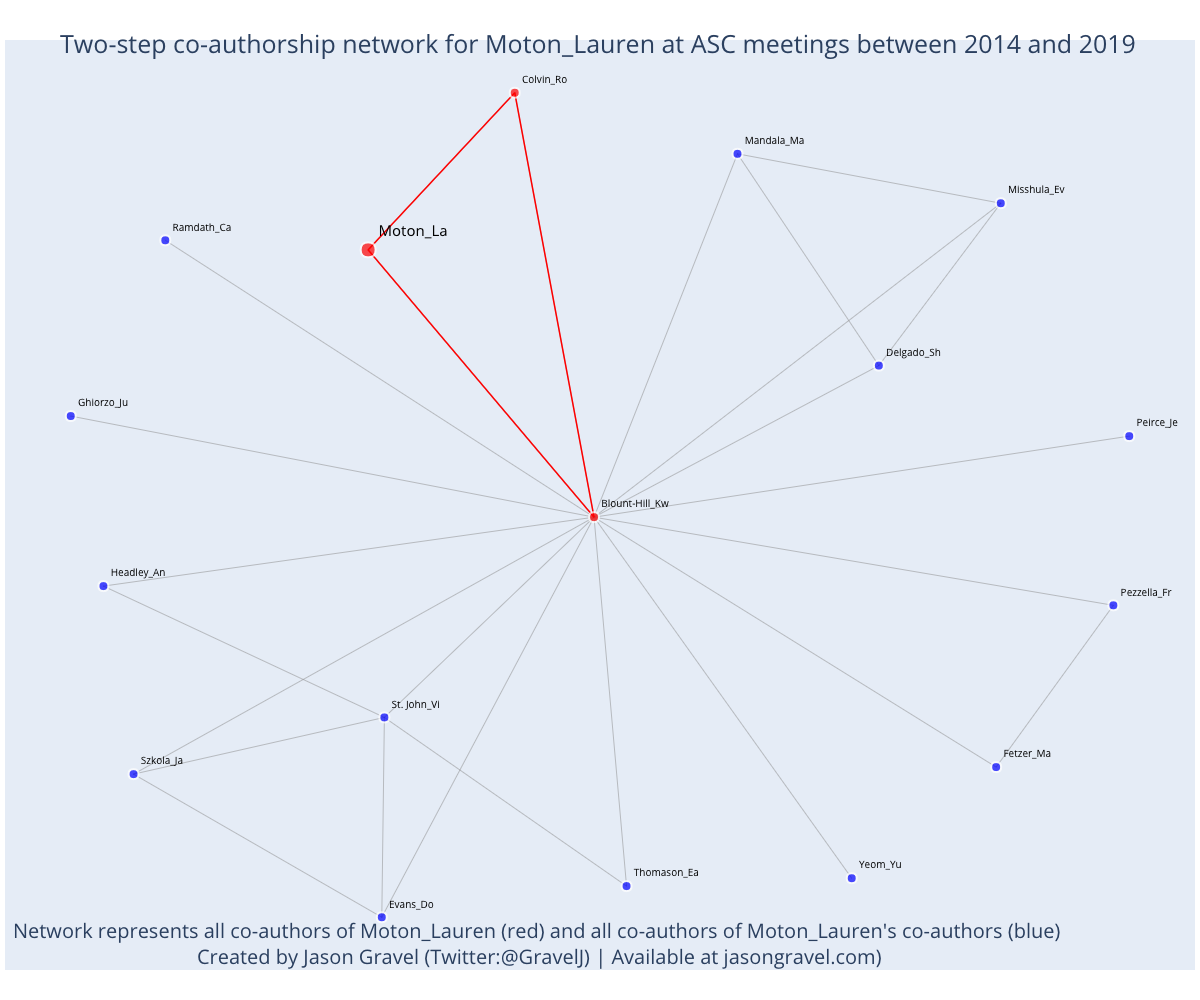 Two-step co-authorship network for Moton_Lauren at ASC meetings between 2014 and 2019
Colvin_Ro
Mandala_Ma
Misshula_Ev
Ramdath_Ca
Moton_La
Delgado_Sh
Ghiorzo_Ju
Peirce_Je
Blount-Hill_Kw
Headley_An
Pezzella_Fr
St. John_Vi
Szkola_Ja
Fetzer_Ma
Thomason_Ea
Yeom_Yu
Evans_Do
Network represents all co-authors of Moton_Lauren (red) and all co-authors of Moton_Lauren's co-authors (blue)
Created by Jason Gravel (Twitter:@GravelJ) | Available at jasongravel.com)